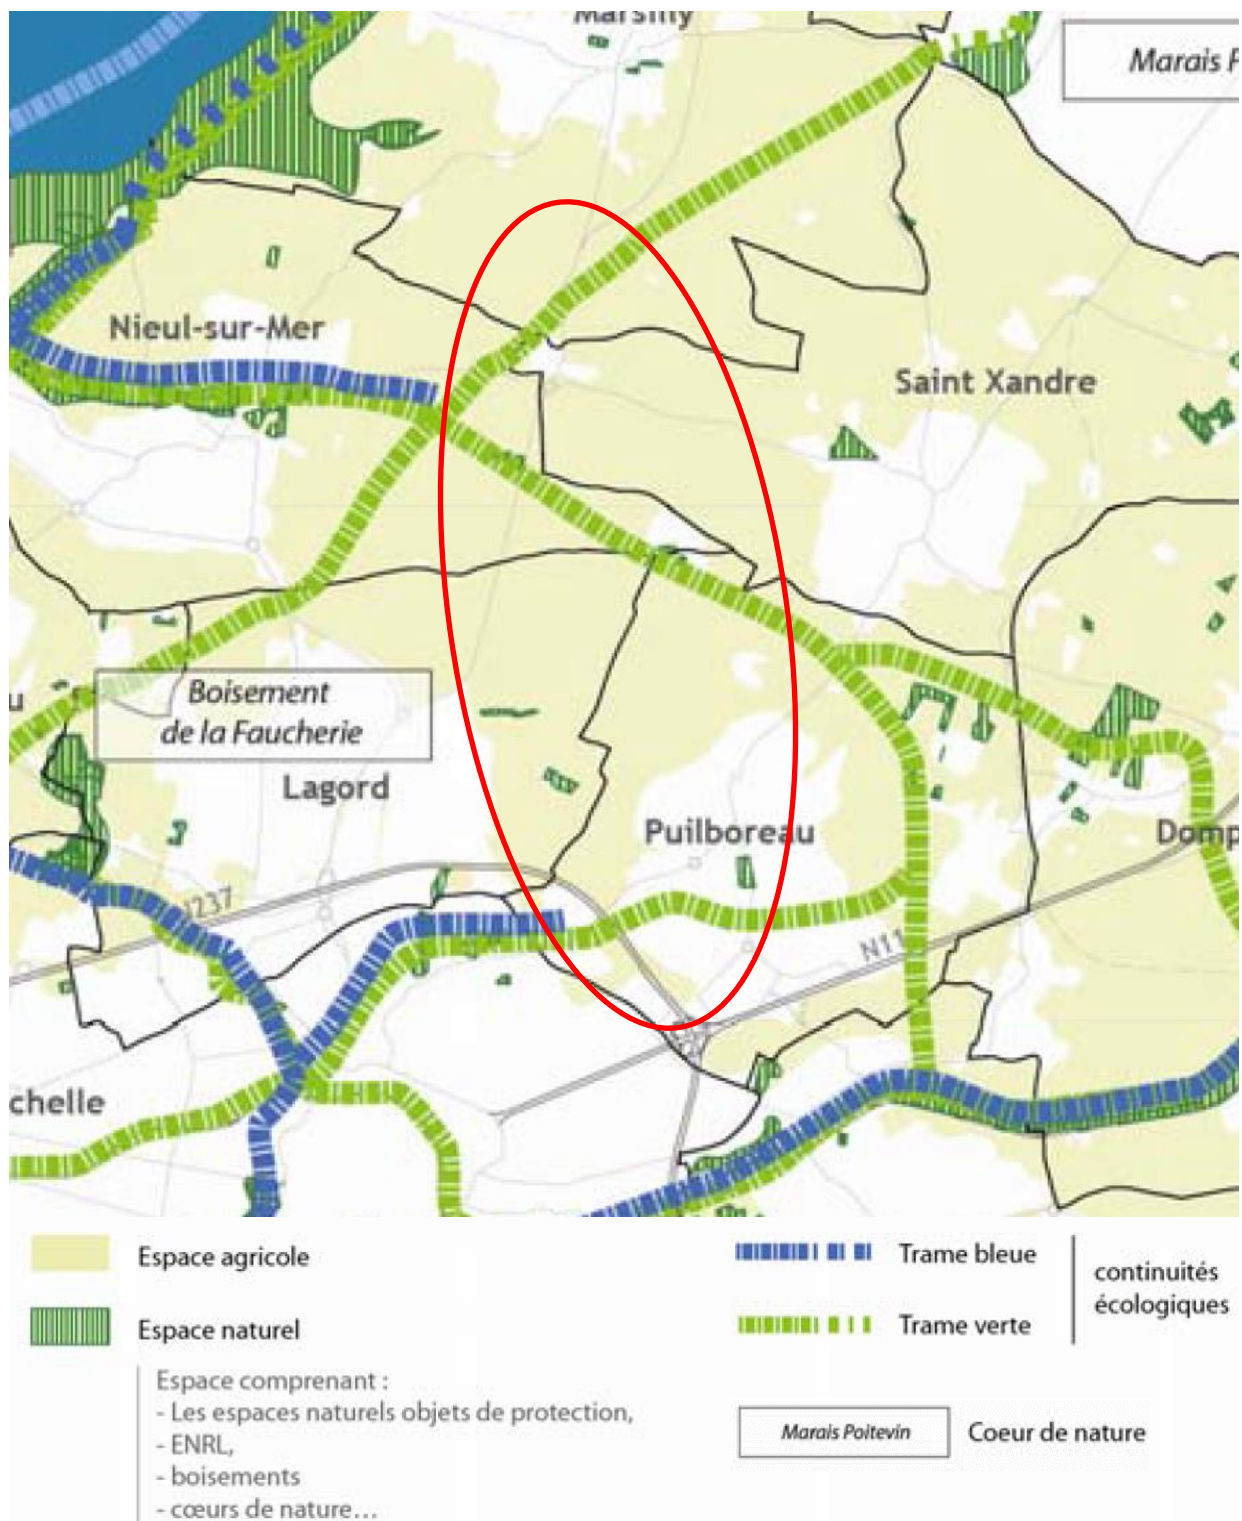 Marsilly
Marais P
Nieul-sur-Mer
Saint Xandre
Boisement
de la Faucherie
Lagord
Puilboreau
Domp
N237
N11
chelle
Espace agricole
Trame bleue
continuités
écologiques
Espace naturel
Trame verte
Espace comprenant :
- Les espaces naturels objets de protection,
- ENRL,
- boisements
- cœurs de nature...
Marais Poitevin
Coeur de nature